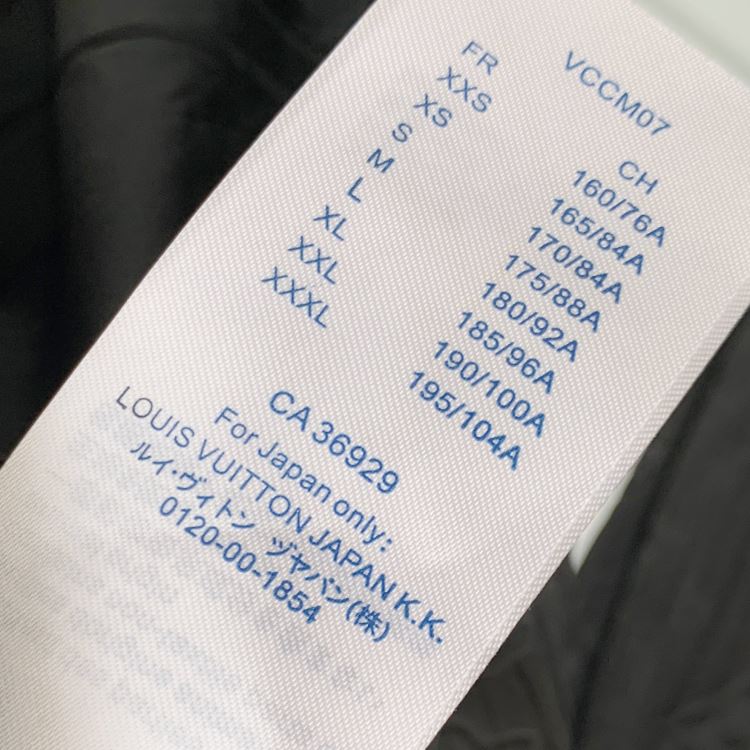 VCCM07
FR CH
XXS 160/76A
XS 165/84A
S 170/84A
M 175/88A
L 180/92A
XL 185/96A
XXL 190/100A
XXXL 195/104A
CA 36929
For Japan only:
LOUIS VUITTON JAPAN K.K.
ルイ・ヴィトン ヅャパン(株)
0120-00-1854